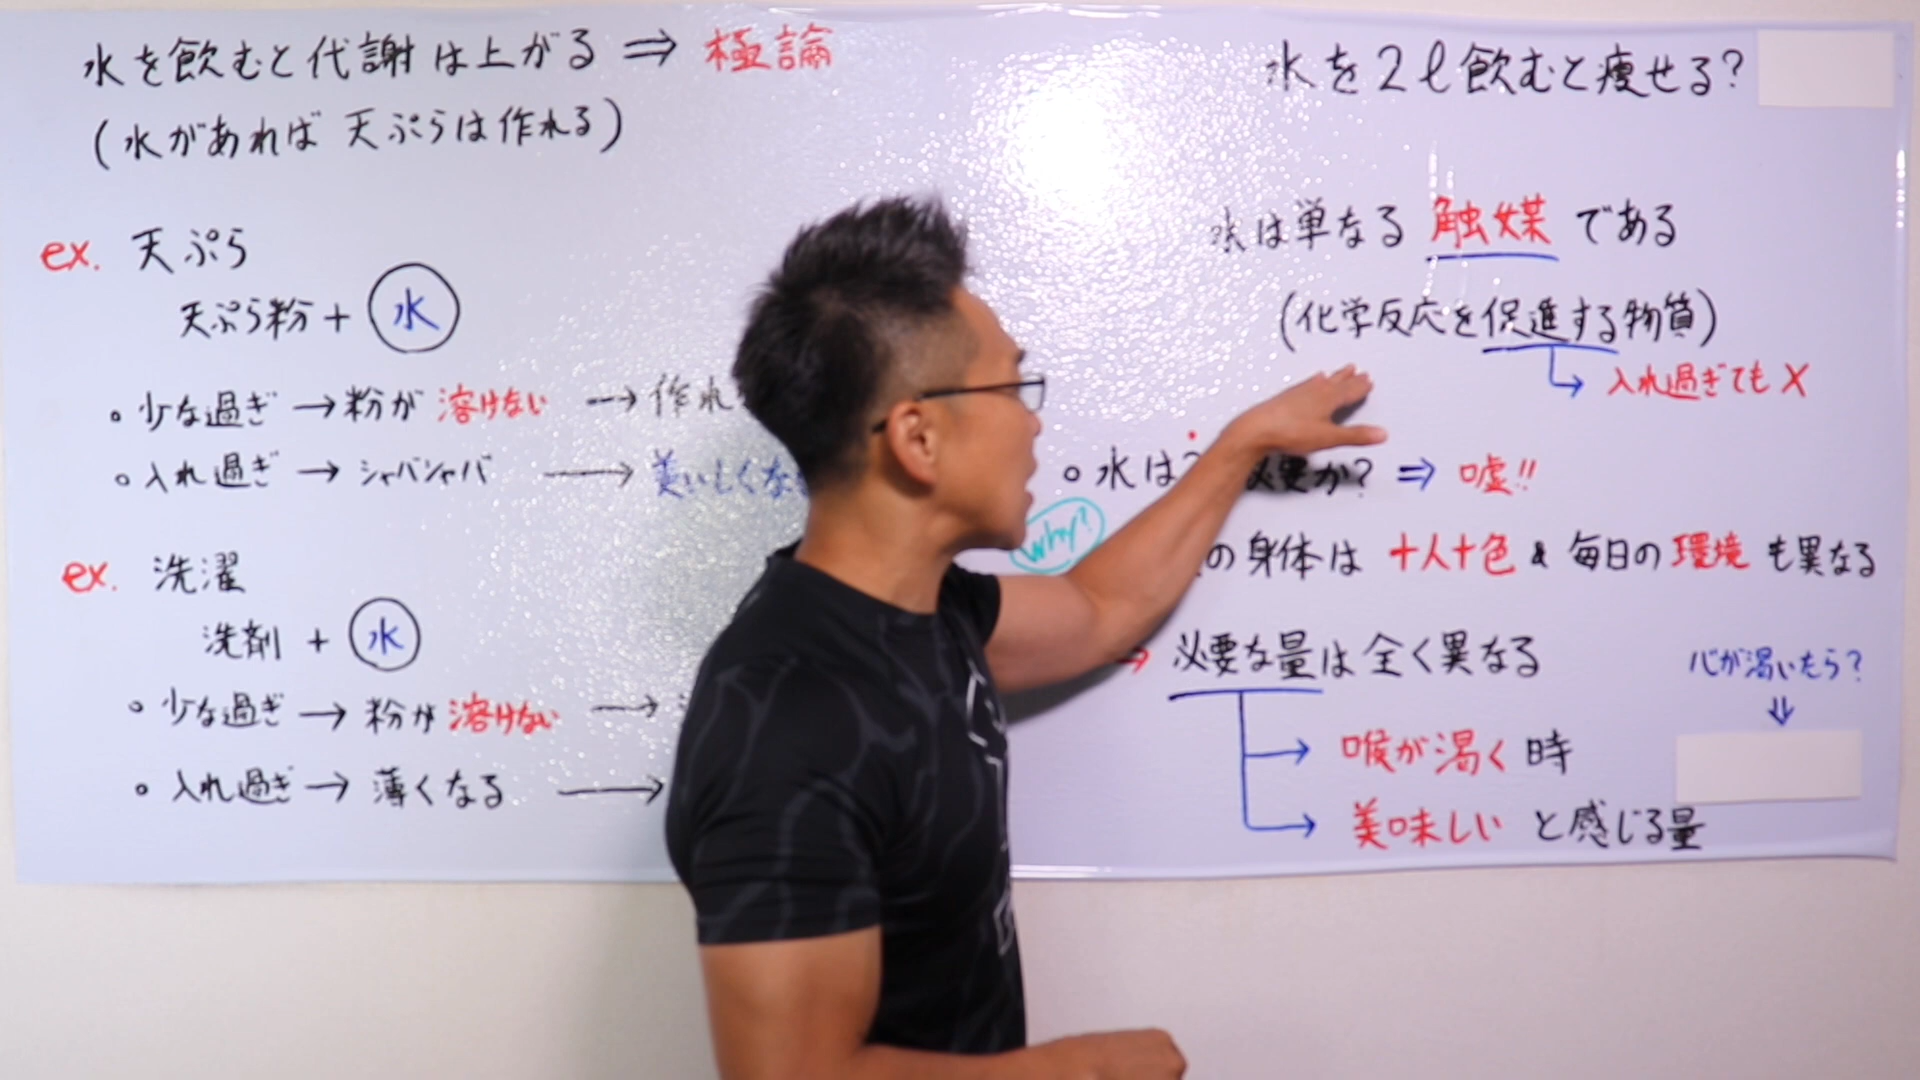 水を飲むと代謝は上がる ⇒ 極論
(水があれば 天ぷらは作れる)
ex. 天ぷら
天ぷら粉 + 水
少な過ぎ → 粉が 溶けない → 作れ
入れ過ぎ → シャバシャバ → 美いしくな
ex. 洗濯
洗剤 + 水
少な過ぎ → 粉が 溶けない →
入れ過ぎ → 薄くなる →
水を2ℓ飲むと痩せる?
水は単なる 触媒 である
(化学反応を促進する物質)
入れ過ぎても X
水は 必要か? ⇒ 嘘!!
why?
の身体は 十人十色 & 毎日の 環境 も異なる
必要な量は全く異なる
喉が渇く 時
美味しい と感じる量
心が渇いたら?
⇓